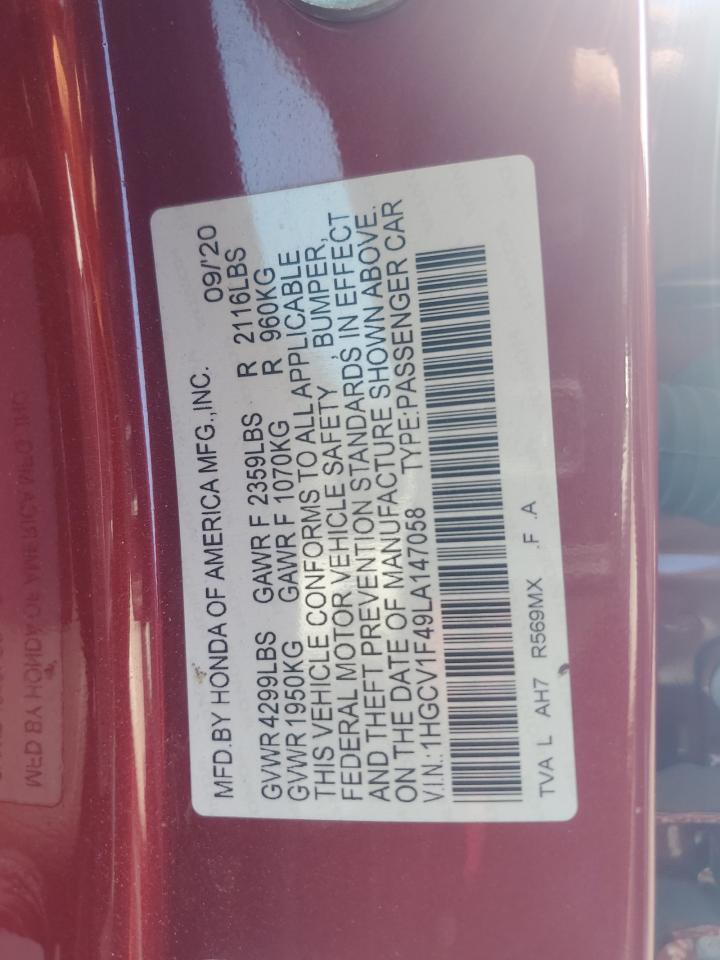 MFD.BY HONDA OF AMERICA MFG.,INC. 09/'20
GVWR 4299LBS GAWR F 2359LBS R 2116LBS
GVWR 1950KG GAWR F 1070KG R 960KG
THIS VEHICLE CONFORMS TO ALL APPLICABLE
FEDERAL MOTOR VEHICLE SAFETY, BUMPER,
AND THEFT PREVENTION STANDARDS IN EFFECT
ON THE DATE OF MANUFACTURE SHOWN ABOVE.
V.I.N.: 1HGCV1F49LA147058 TYPE:PASSENGER CAR
TVA L AH7 R569MX .F .A